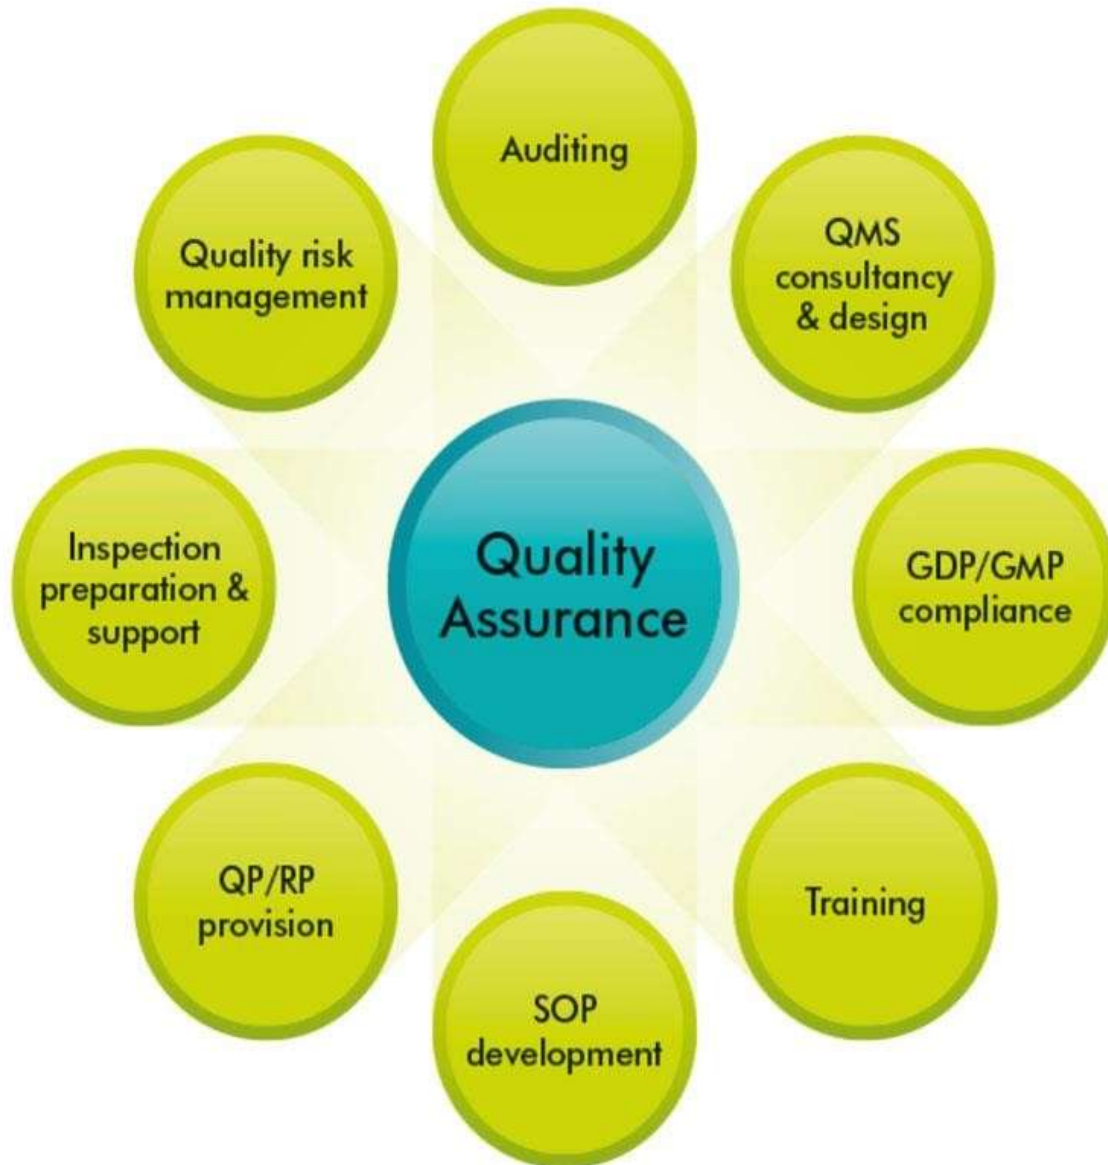 Auditing
QMS
consultancy
& design
GDP/GMP
compliance
Training
SOP
development
QP/RP
provision
Inspection
preparation &
support
Quality risk
management
Quality
Assurance